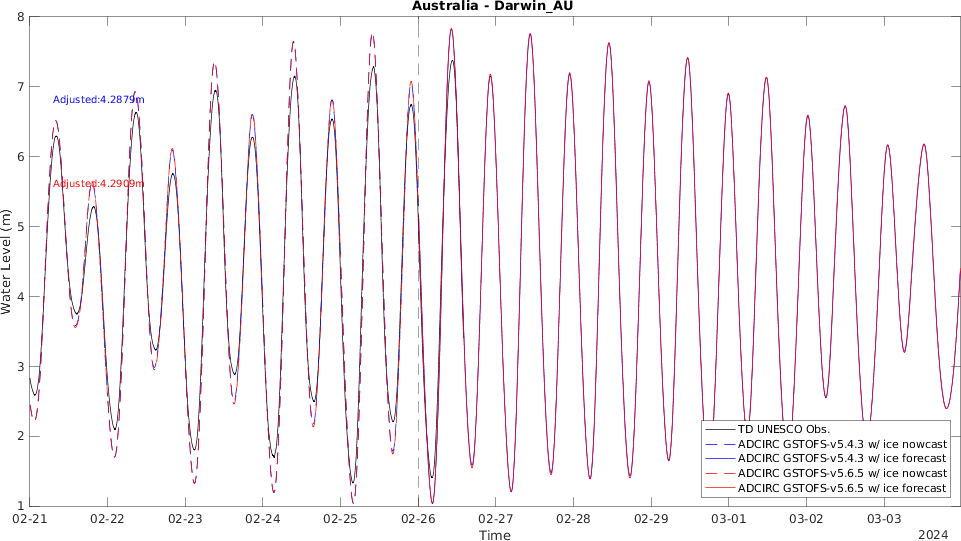 Australia - Darwin_AU
Water Level (m)
8
7
6
5
4
3
2
1
Adjusted:4.2879m
Adjusted:4.2909m
TD UNESCO Obs.
ADCIRC GSTOFS-v5.4.3 w/ ice nowcast
ADCIRC GSTOFS-v5.4.3 w/ ice forecast
ADCIRC GSTOFS-v5.6.5 w/ ice nowcast
ADCIRC GSTOFS-v5.6.5 w/ ice forecast
02-21 02-22 02-23 02-24 02-25 02-26 02-27 02-28 02-29 03-01 03-02 03-03
Time
2024